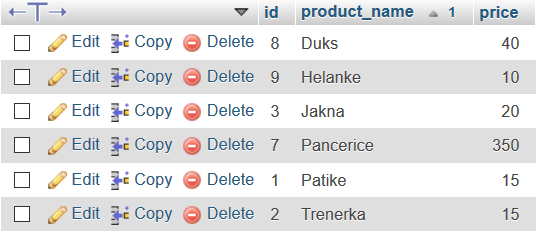 id product_name 1 price
Edit Copy Delete 8 Duks 40
Edit Copy Delete 9 Helanke 10
Edit Copy Delete 3 Jakna 20
Edit Copy Delete 7 Pancerice 350
Edit Copy Delete 1 Patike 15
Edit Copy Delete 2 Trenerka 15